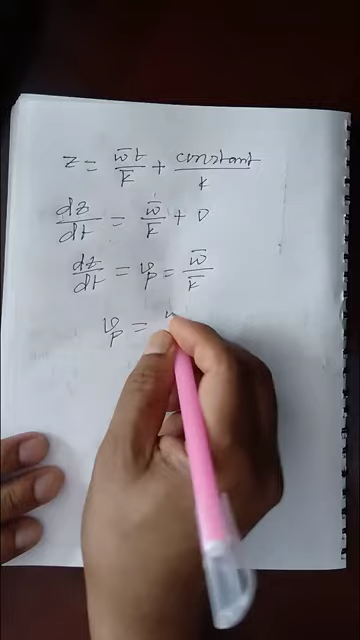 z = w̄t/k̄ + constant/k
dz/dt = w̄/k̄ + 0
dz/dt = υp = w̄/k̄
υp =